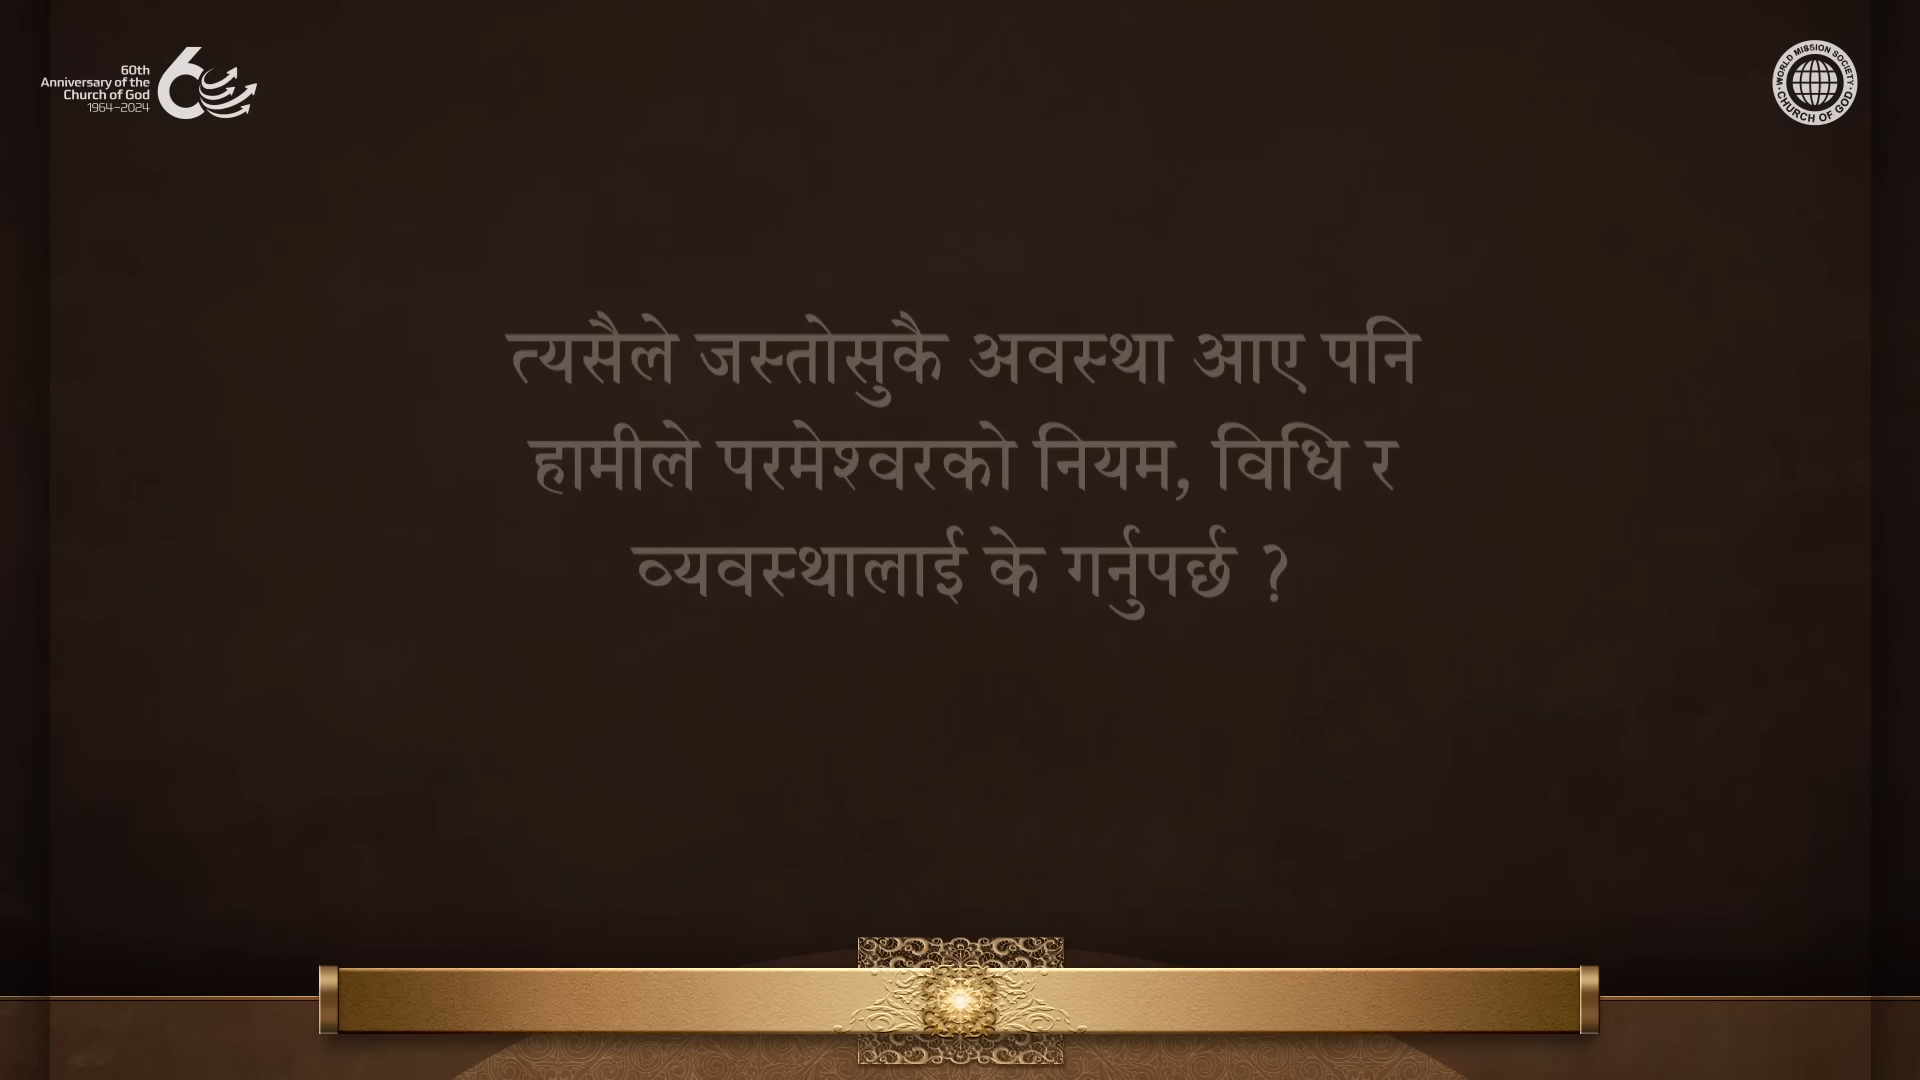 60th
Anniversary of the
Church of God
1964–2024
WORLD MISSION SOCIETY
CHURCH OF GOD
त्यसैले जस्तोसुकै अवस्था आए पनि
हामीले परमेश्वरको नियम, विधि र
व्यवस्थालाई के गर्नुपर्छ ?